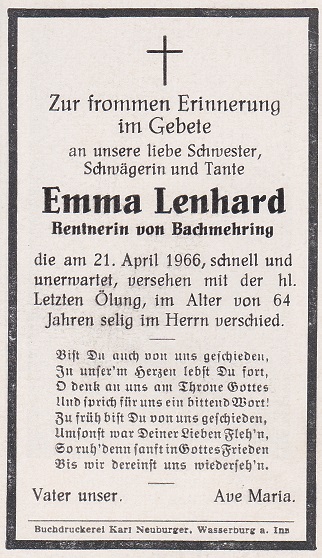 Zur frommen Erinnerung
im Gebete
an unsere liebe Schwester,
Schwägerin und Tante
Emma Lenhard
Rentnerin von Bachmehring
die am 21. April 1966, schnell und
unerwartet, versehen mit der hl.
Letzten Ölung, im Alter von 64
Jahren selig im Herrn verschied.
Bist Du auch von uns geschieden,
In unser'm Herzen lebst Du fort,
O denk an uns am Throne Gottes
Und sprich für uns ein bittend Wort!
Zu früh bist Du von uns geschieden,
Umsonst war Deiner Lieben Fleh'n,
So ruh' denn sanft in Gottes Frieden
Bis wir dereinst uns wiederseh'n.
Vater unser. Ave Maria.
Buchdruckerei Karl Neuburger, Wasserburg a. Inn